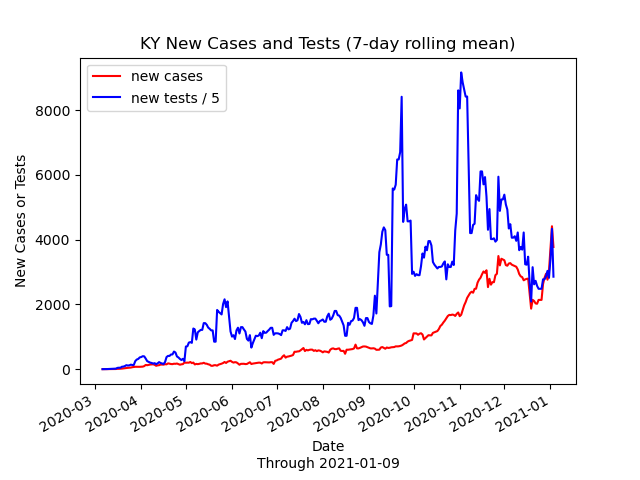 KY New Cases and Tests (7-day rolling mean)
new cases
new tests / 5
New Cases or Tests
8000
6000
4000
2000
0
2020-03
2020-04
2020-05
2020-06
2020-07
2020-08
2020-09
2020-10
2020-11
2020-12
2021-01
Date
Through 2021-01-09